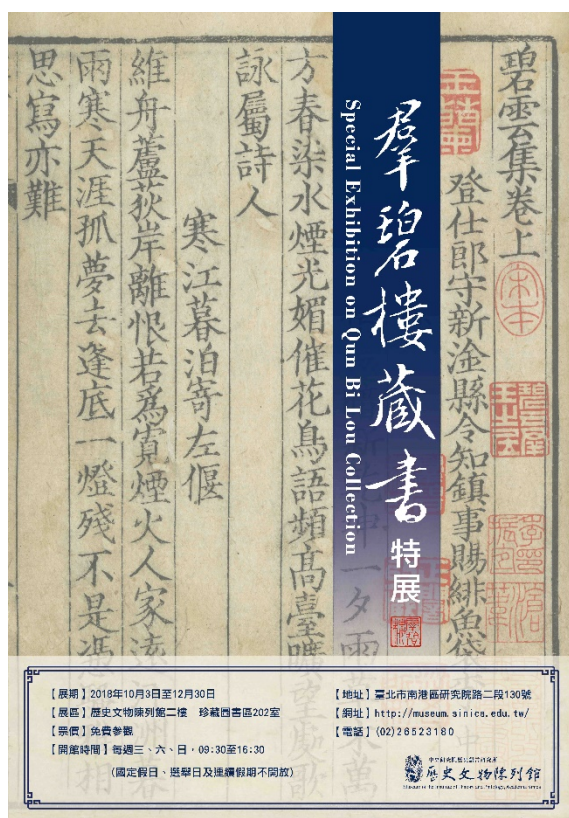 碧雲集卷上
登仕郎守新淦縣令知鎮事賜緋魚袋
羣碧樓藏書
特展
Special Exhibition on Qun Bi Lou Collection
方春染水煙光媚催花鳥語頻高臺曠望處歌
詠屬詩人
寒江暮泊寄左偃
維舟蘆荻岸離恨若為寬煙火人家遠
雨寒天涯孤夢去篷底一燈殘不是憑
思寫亦難
【展期】2018年10月3日至12月30日
【展區】歷史文物陳列館二樓 珍藏圖書區202室
【票價】免費參觀
【開館時間】每週三、六、日，09:30至16:30
(國定假日、選舉日及連續假期不開放)
【地址】臺北市南港區研究院路二段130號
【網址】http://museum.sinica.edu.tw/
【電話】(02)26523180
歷史文物陳列館